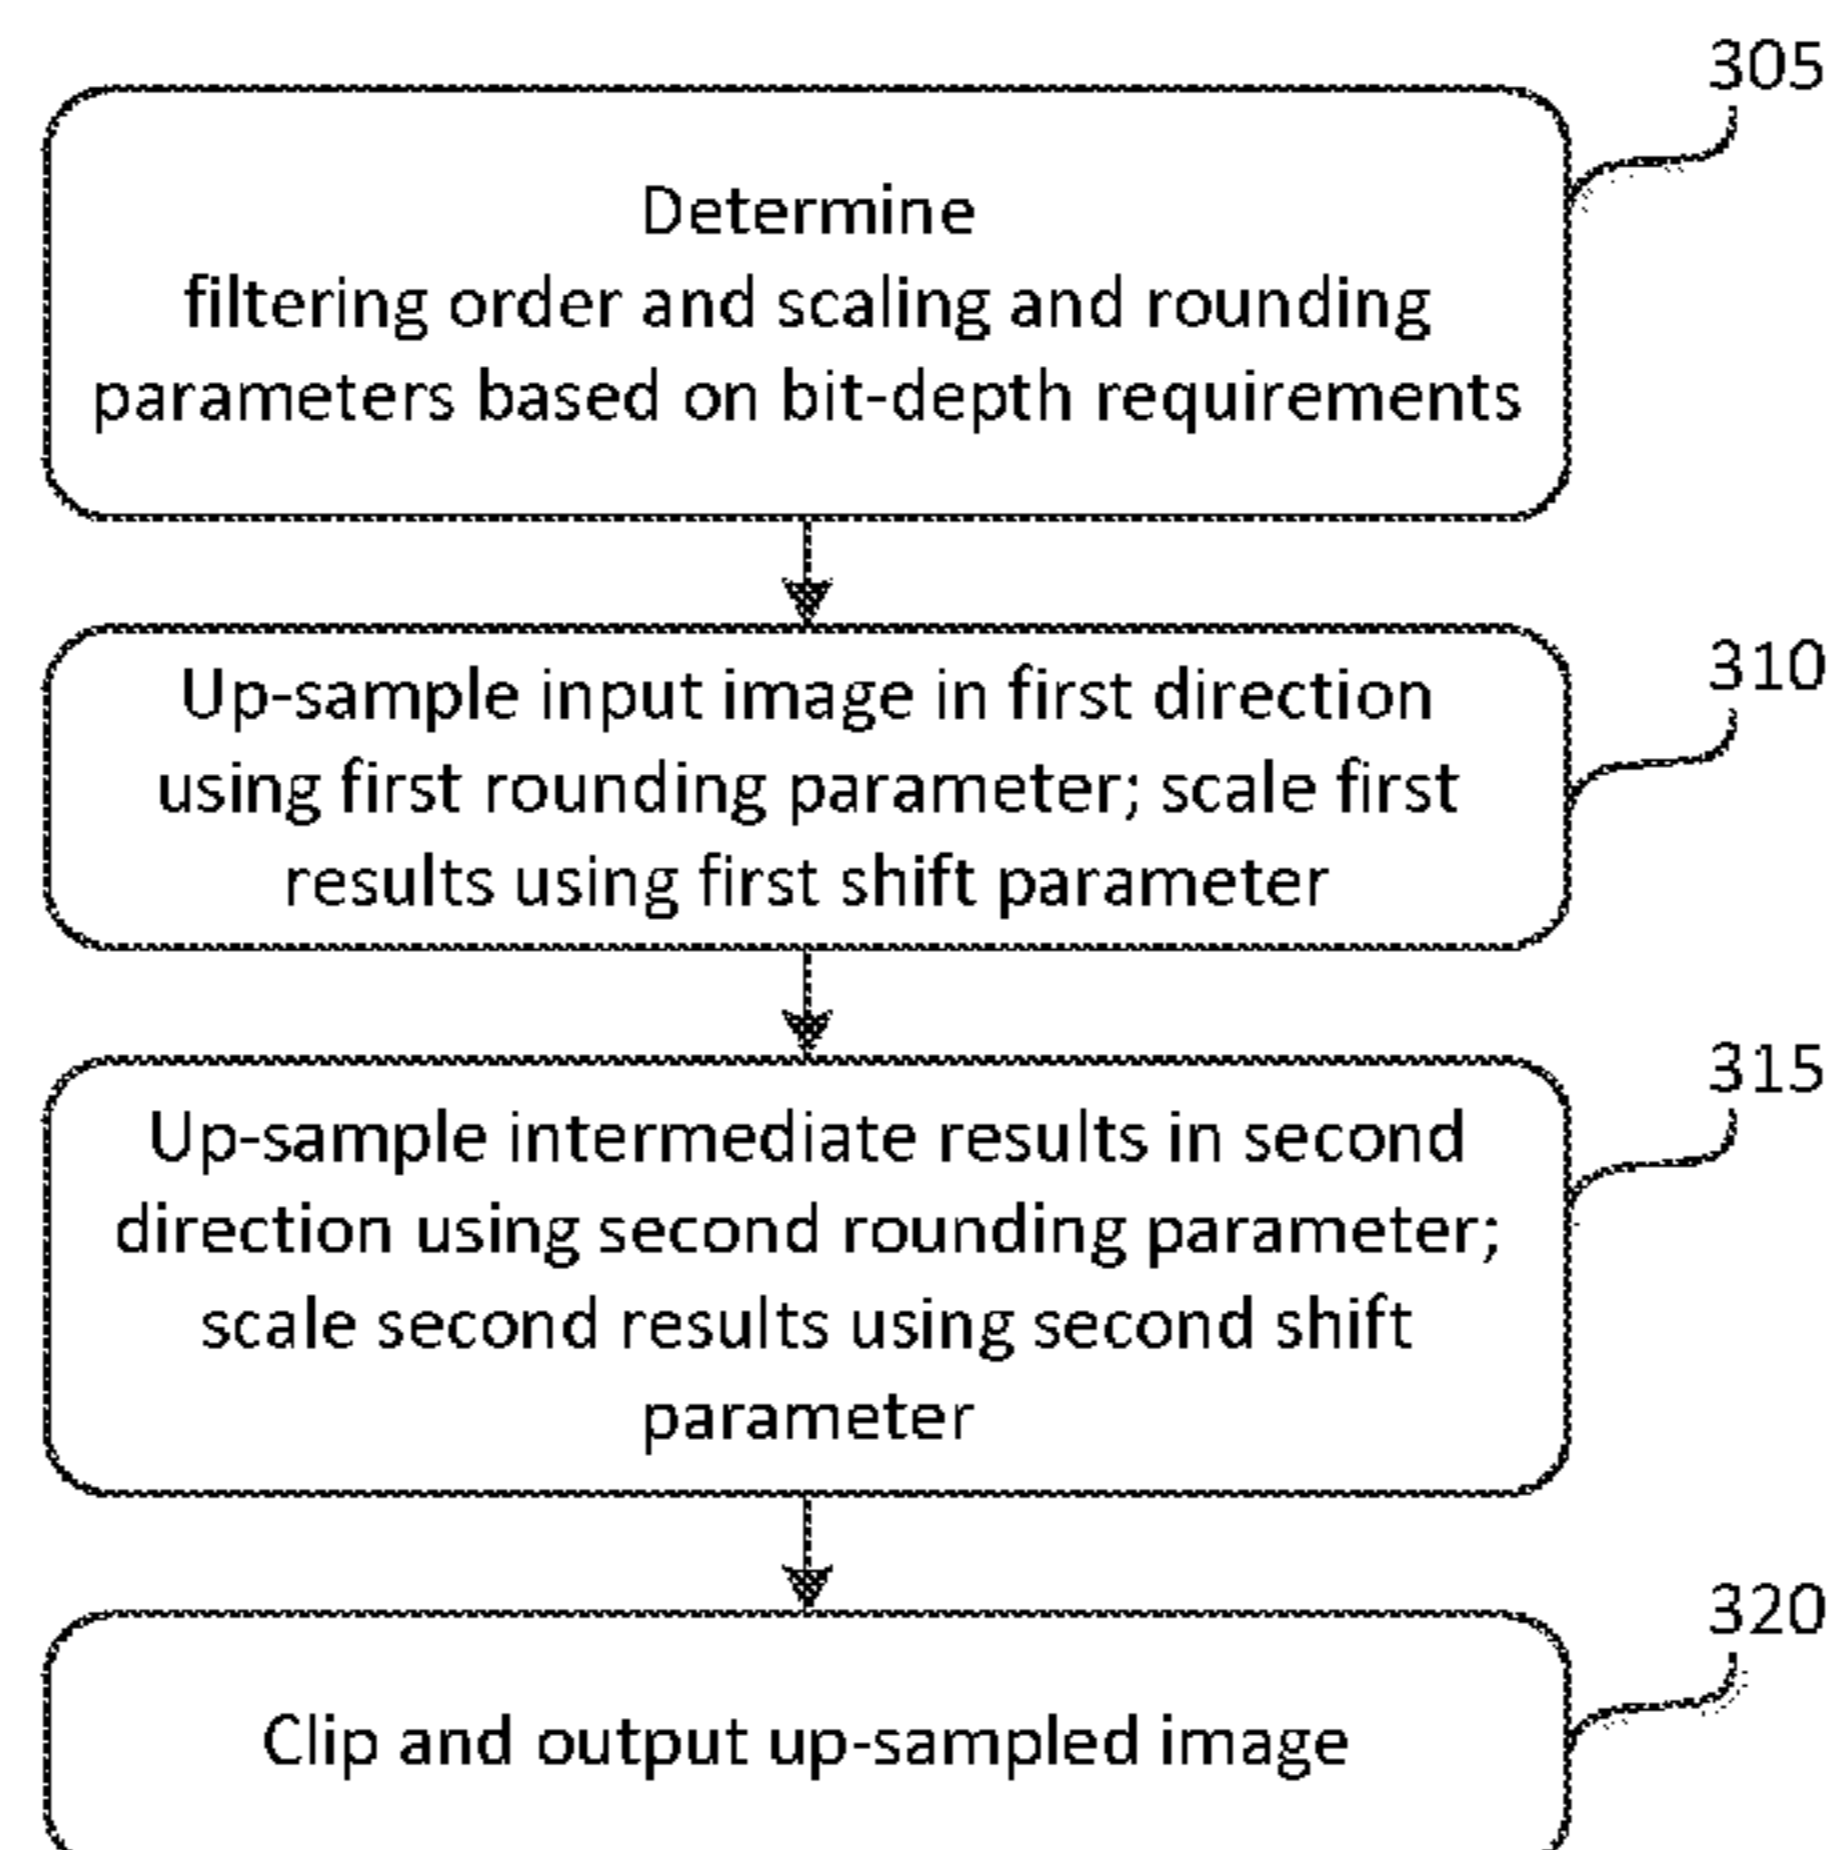 305
Determine
filtering order and scaling and rounding
parameters based on bit-depth requirements
310
Up-sample input image in first direction
using first rounding parameter; scale first
results using first shift parameter
315
Up-sample intermediate results in second
direction using second rounding parameter;
scale second results using second shift
parameter
320
Clip and output up-sampled image